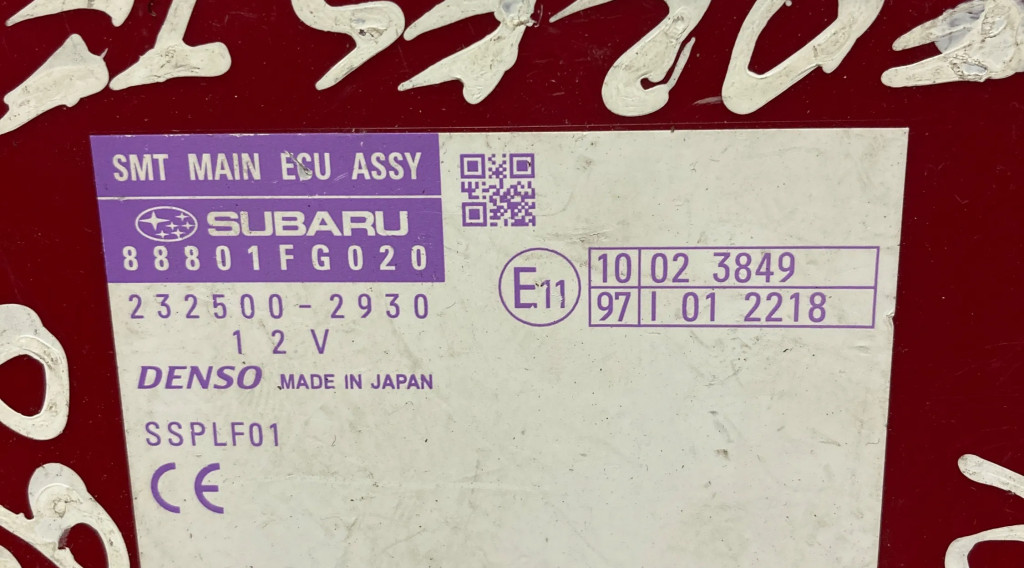 SMT MAIN ECU ASSY
SUBARU
88801FG020
232500-2930
12V
DENSO MADE IN JAPAN
SSPLF01
CE
E11
10 02 3849
97 I 01 2218